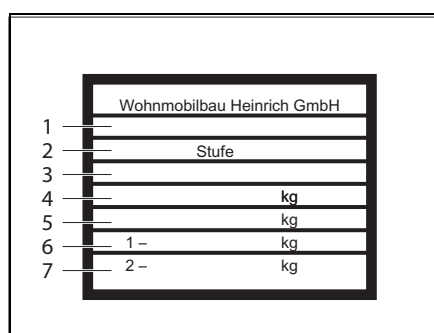 Wohnmobilbau Heinrich GmbH
1
2 Stufe
3
4 kg
5 kg
6 1 – kg
7 2 – kg